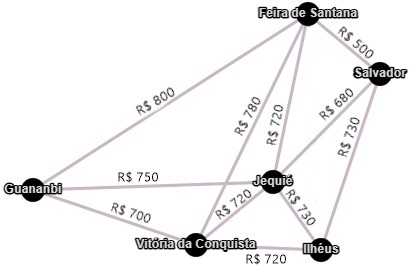 Feira de Santana
R$ 500
Salvador
R$ 800
R$ 780
R$ 720
R$ 680
R$ 730
R$ 750
Jequié
Guananbi
R$ 700
R$ 720
R$ 730
Vitória da Conquista
Ilhéus
R$ 720